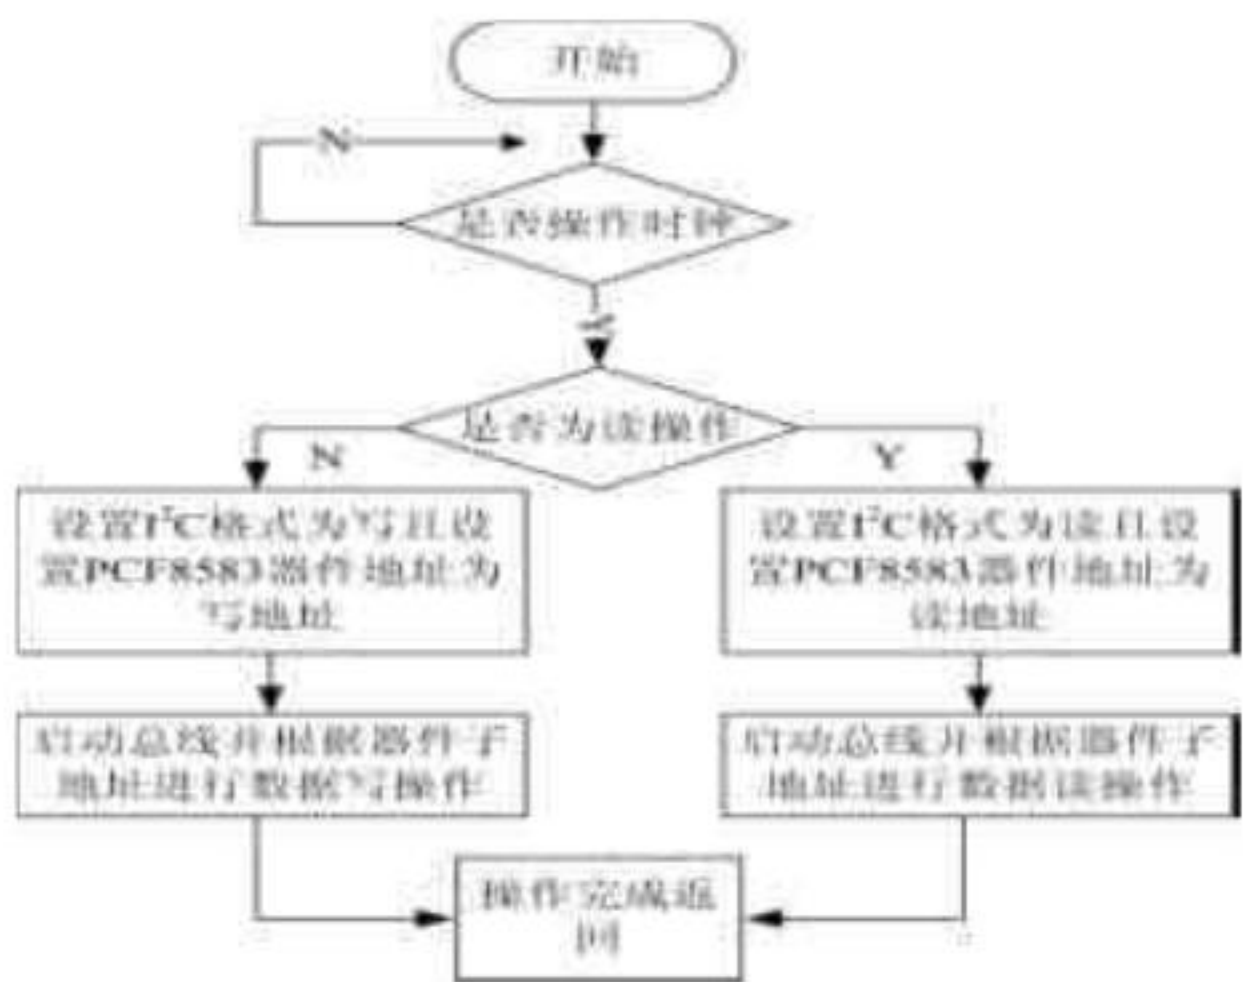 开始
N
是否操作时钟
Y
是否为读操作
N
Y
设置I²C格式为写且设
置PCF8583器件地址为
写地址
设置I²C格式为读且设
置PCF8583器件地址为
读地址
启动总线并根据器件子
地址进行数据写操作
启动总线并根据器件子
地址进行数据读操作
操作完成返
回